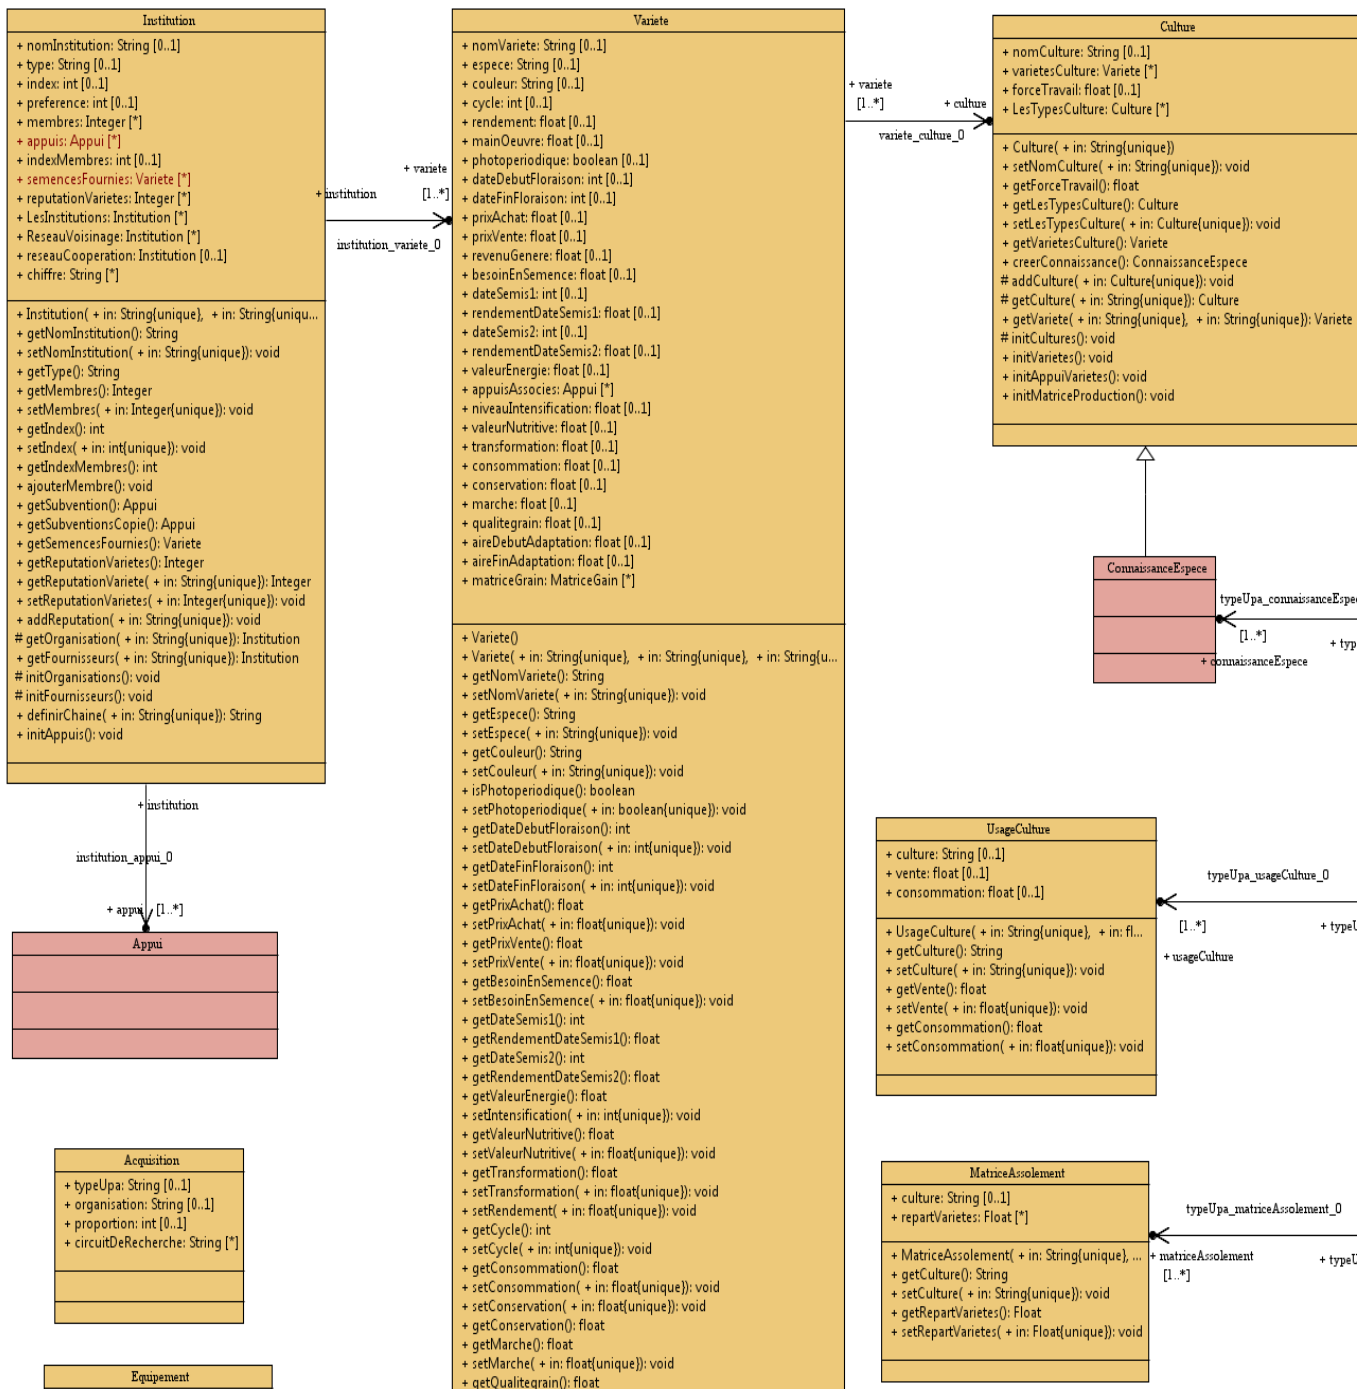 Institution
+ nomInstitution: String [0..1]
+ type: String [0..1]
+ index: int [0..1]
+ preference: int [0..1]
+ membres: Integer [*]
+ appuis: Appui [*]
+ indexMembres: int [0..1]
+ semencesFournies: Variete [*]
+ reputationVarietes: Integer [*]
+ LesInstitutions: Institution [*]
+ ReseauVoisinage: Institution [*]
+ reseauCooperation: Institution [0..1]
+ chiffre: String [*]
+ Institution( + in: String{unique}, + in: String{uniqu...
+ getNomInstitution(): String
+ setNomInstitution( + in: String{unique}): void
+ getType(): String
+ getMembres(): Integer
+ setMembres( + in: Integer{unique}): void
+ getIndex(): int
+ setIndex( + in: int{unique}): void
+ getIndexMembres(): int
+ ajouterMembre(): void
+ getSubvention(): Appui
+ getSubventionsCopie(): Appui
+ getSemencesFournies(): Variete
+ getReputationVarietes(): Integer
+ getReputationVariete( + in: String{unique}): Integer
+ setReputationVarietes( + in: Integer{unique}): void
+ addReputation( + in: String{unique}): void
# getOrganisation( + in: String{unique}): Institution
+ getFournisseurs( + in: String{unique}): Institution
# initOrganisations(): void
# initFournisseurs(): void
+ definirChaine( + in: String{unique}): String
+ initAppuis(): void
+ institution
+ variete
[1..*]
institution_variete_0
+ institution
institution_appui_0
+ appui
[1..*]
Appui
Acquisition
+ typeUpa: String [0..1]
+ organisation: String [0..1]
+ proportion: int [0..1]
+ circuitDeRecherche: String [*]
Equipement
Variete
+ nomVariete: String [0..1]
+ espece: String [0..1]
+ couleur: String [0..1]
+ cycle: int [0..1]
+ rendement: float [0..1]
+ mainOeuvre: float [0..1]
+ photoperiodique: boolean [0..1]
+ dateDebutFloraison: int [0..1]
+ dateFinFloraison: int [0..1]
+ prixAchat: float [0..1]
+ prixVente: float [0..1]
+ revenuGenere: float [0..1]
+ besoinEnSemence: float [0..1]
+ dateSemis1: int [0..1]
+ rendementDateSemis1: float [0..1]
+ dateSemis2: int [0..1]
+ rendementDateSemis2: float [0..1]
+ valeurEnergie: float [0..1]
+ appuisAssocies: Appui [*]
+ niveauIntensification: float [0..1]
+ valeurNutritive: float [0..1]
+ transformation: float [0..1]
+ consommation: float [0..1]
+ conservation: float [0..1]
+ marche: float [0..1]
+ qualitegrain: float [0..1]
+ aireDebutAdaptation: float [0..1]
+ aireFinAdaptation: float [0..1]
+ matriceGrain: MatriceGain [*]
+ Variete()
+ Variete( + in: String{unique}, + in: String{unique}, + in: String{u...
+ getNomVariete(): String
+ setNomVariete( + in: String{unique}): void
+ getEspece(): String
+ setEspece( + in: String{unique}): void
+ getCouleur(): String
+ setCouleur( + in: String{unique}): void
+ isPhotoperiodique(): boolean
+ setPhotoperiodique( + in: boolean{unique}): void
+ getDateDebutFloraison(): int
+ setDateDebutFloraison( + in: int{unique}): void
+ getDateFinFloraison(): int
+ setDateFinFloraison( + in: int{unique}): void
+ getPrixAchat(): float
+ setPrixAchat( + in: float{unique}): void
+ getPrixVente(): float
+ setPrixVente( + in: float{unique}): void
+ getBesoinEnSemence(): float
+ setBesoinEnSemence( + in: float{unique}): void
+ getDateSemis1(): int
+ getRendementDateSemis1(): float
+ getDateSemis2(): int
+ getRendementDateSemis2(): float
+ getValeurEnergie(): float
+ setIntensification( + in: int{unique}): void
+ getValeurNutritive(): float
+ setValeurNutritive( + in: float{unique}): void
+ getTransformation(): float
+ setTransformation( + in: float{unique}): void
+ setRendement( + in: float{unique}): void
+ getCycle(): int
+ setCycle( + in: int{unique}): void
+ getConsommation(): float
+ setConsommation( + in: float{unique}): void
+ setConservation( + in: float{unique}): void
+ getConservation(): float
+ getMarche(): float
+ setMarche( + in: float{unique}): void
+ getQualitegrain(): float
+ variete
[1..*]
+ culture
variete_culture_0
Culture
+ nomCulture: String [0..1]
+ varietesCulture: Variete [*]
+ forceTravail: float [0..1]
+ LesTypesCulture: Culture [*]
+ Culture( + in: String{unique})
+ setNomCulture( + in: String{unique}): void
+ getForceTravail(): float
+ getLesTypesCulture(): Culture
+ setLesTypesCulture( + in: Culture{unique}): void
+ getVarietesCulture(): Variete
+ creerConnaissance(): ConnaissanceEspece
# addCulture( + in: Culture{unique}): void
# getCulture( + in: String{unique}): Culture
+ getVariete( + in: String{unique}, + in: String{unique}): Variete
# initCultures(): void
+ initVarietes(): void
+ initAppuiVarietes(): void
+ initMatriceProduction(): void
ConnaissanceEspece
typeUpa_connaissanceEspec
[1..*]
+ typ
+ connaissanceEspece
UsageCulture
+ culture: String [0..1]
+ vente: float [0..1]
+ consommation: float [0..1]
+ UsageCulture( + in: String{unique}, + in: fl...
+ getCulture(): String
+ setCulture( + in: String{unique}): void
+ getVente(): float
+ setVente( + in: float{unique}): void
+ getConsommation(): float
+ setConsommation( + in: float{unique}): void
typeUpa_usageCulture_0
[1..*]
+ typeU
+ usageCulture
MatriceAssolement
+ culture: String [0..1]
+ repartVarietes: Float [*]
+ MatriceAssolement( + in: String{unique}, ...
+ getCulture(): String
+ setCulture( + in: String{unique}): void
+ getRepartVarietes(): Float
+ setRepartVarietes( + in: Float{unique}): void
typeUpa_matriceAssolement_0
+ matriceAssolement
[1..*]
+ typeU